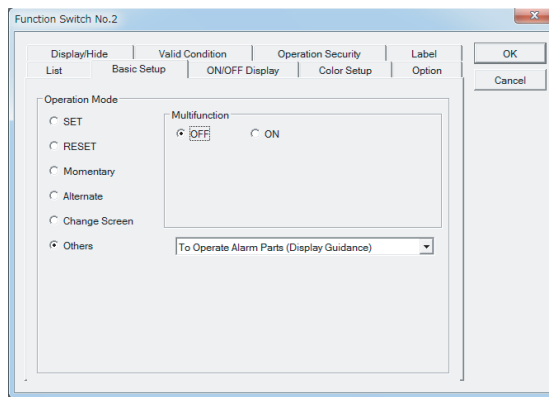 Function Switch No.2
Display/Hide Valid Condition Operation Security Label
List Basic Setup ON/OFF Display Color Setup Option
OK
Cancel
Operation Mode
SET
RESET
Momentary
Alternate
Change Screen
Others
Multifunction
OFF ON
To Operate Alarm Parts (Display Guidance)